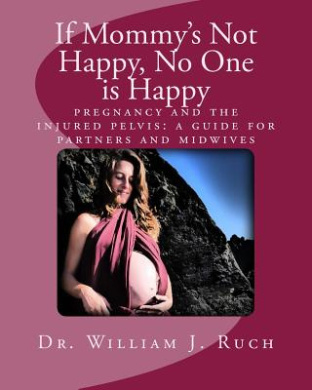 If Mommy's Not
Happy, No One
is Happy
pregnancy and the
injured pelvis: a guide for
partners and midwives
Dr. William J. Ruch